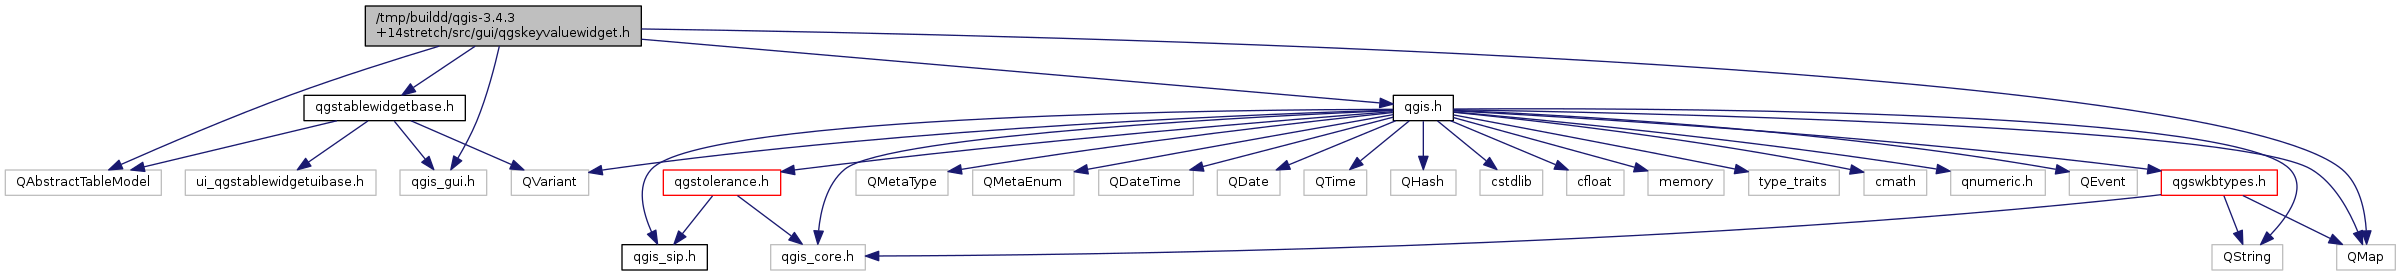 /tmp/buildd/qgis-3.4.3
+14stretch/src/gui/qgskeyvaluewidget.h
qgstablewidgetbase.h
qgis.h
QAbstractTableModel
ui_qgstablewidgetuibase.h
qgis_gui.h
QVariant
qgstolerance.h
QMetaType
QMetaEnum
QDateTime
QDate
QTime
QHash
cstdlib
cfloat
memory
type_traits
cmath
qnumeric.h
QEvent
qgswkbtypes.h
qgis_sip.h
qgis_core.h
QString
QMap